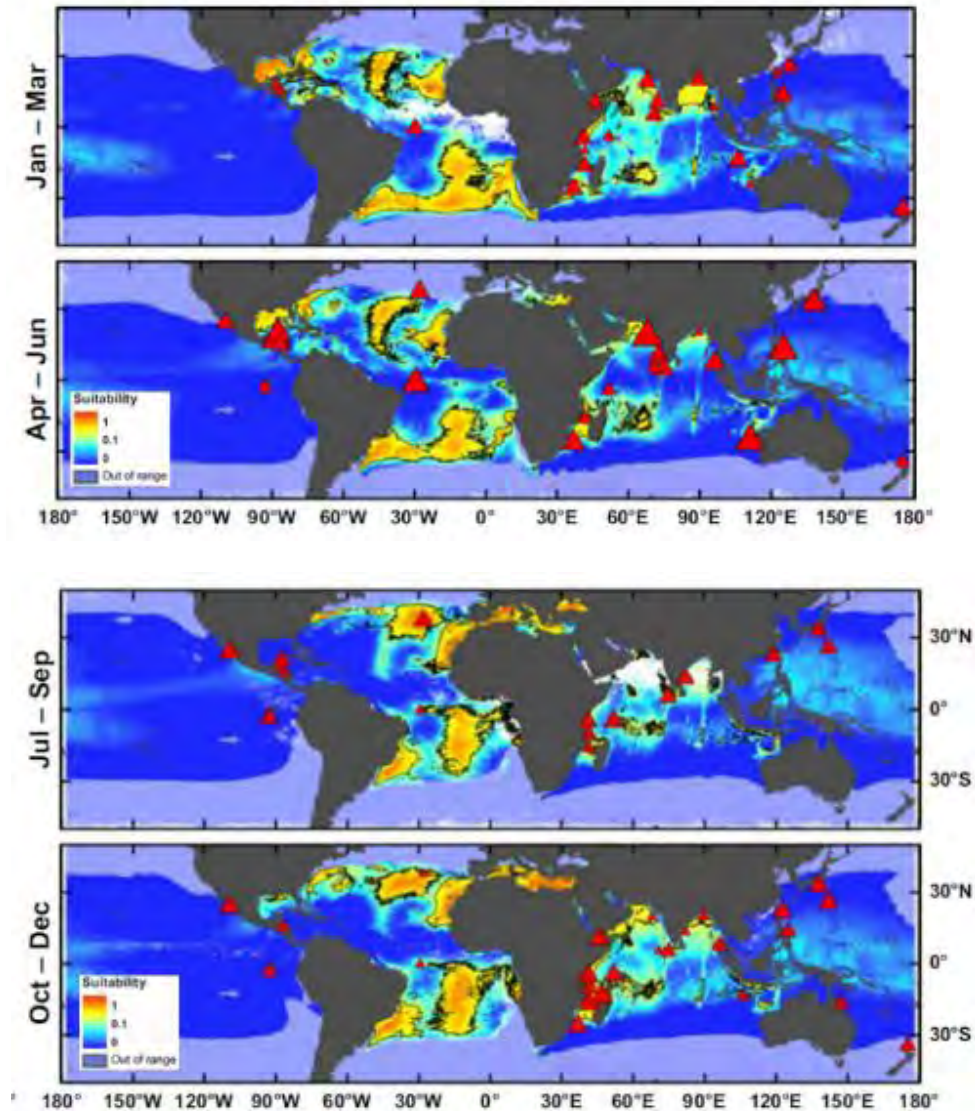 Jan – Mar
Apr – Jun
Suitability
1
0.1
0
Out of range
180° 150°W 120°W 90°W 60°W 30°W 0° 30°E 60°E 90°E 120°E 150°E 180°
Jul – Sep
30°N
0°
30°S
Oct – Dec
Suitability
1
0.1
0
Out of range
30°N
0°
30°S
° 150°W 120°W 90°W 60°W 30°W 0° 30°E 60°E 90°E 120°E 150°E 180°